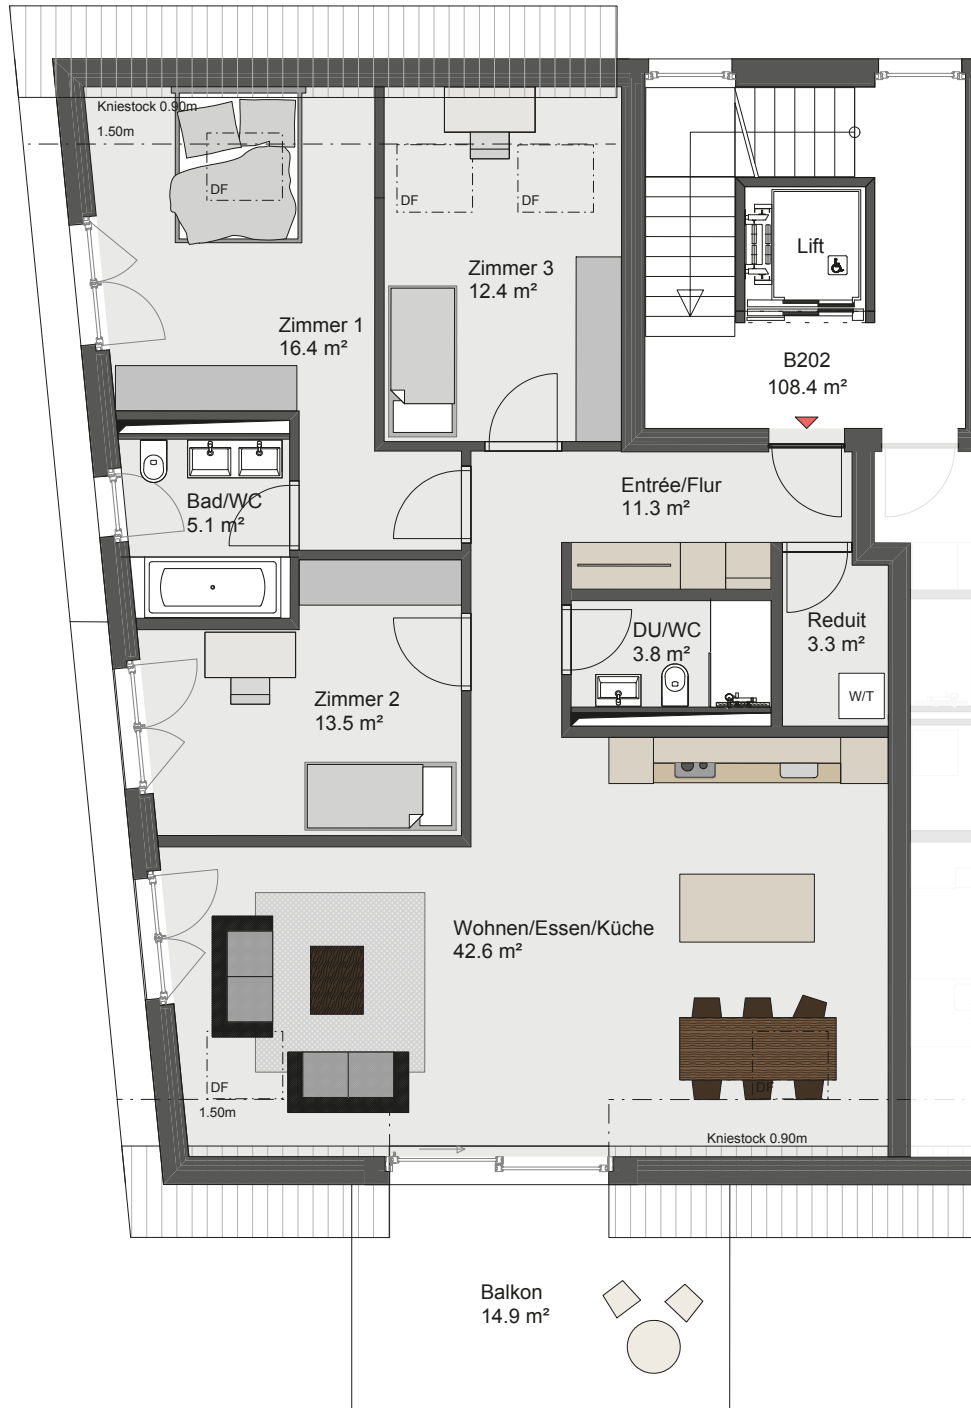 Kniestock 0.90m
1.50m
DF
DF
DF
Zimmer 3
12.4 m²
Lift
Zimmer 1
16.4 m²
B202
108.4 m²
Entrée/Flur
11.3 m²
Bad/WC
5.1 m²
DU/WC
3.8 m²
Reduit
3.3 m²
W/T
Zimmer 2
13.5 m²
Wohnen/Essen/Küche
42.6 m²
DF
DF
1.50m
Kniestock 0.90m
Balkon
14.9 m²